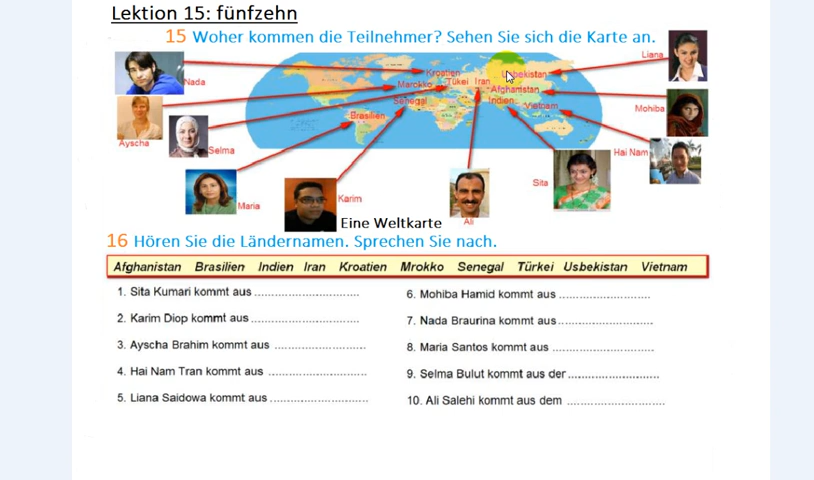 Lektion 15: fünfzehn
15 Woher kommen die Teilnehmer? Sehen Sie sich die Karte an.
Liana
Nada
Kroatien
Usbekistan
Marokko
Tükei
Iran
Afghanistan
Senegal
Indien
Vietnam
Mohiba
Brasilien
Ayscha
Selma
Hai Nam
Sita
Maria
Karim
Ali
Eine Weltkarte
16 Hören Sie die Ländernamen. Sprechen Sie nach.
Afghanistan Brasilien Indien Iran Kroatien Mrokko Senegal Türkei Usbekistan Vietnam
1. Sita Kumari kommt aus ................................
2. Karim Diop kommt aus ................................
3. Ayscha Brahim kommt aus ............................
4. Hai Nam Tran kommt aus ..............................
5. Liana Saidowa kommt aus ..............................
6. Mohiba Hamid kommt aus ............................
7. Nada Braurina kommt aus.............................
8. Maria Santos kommt aus ..............................
9. Selma Bulut kommt aus der ...........................
10. Ali Salehi kommt aus dem .............................